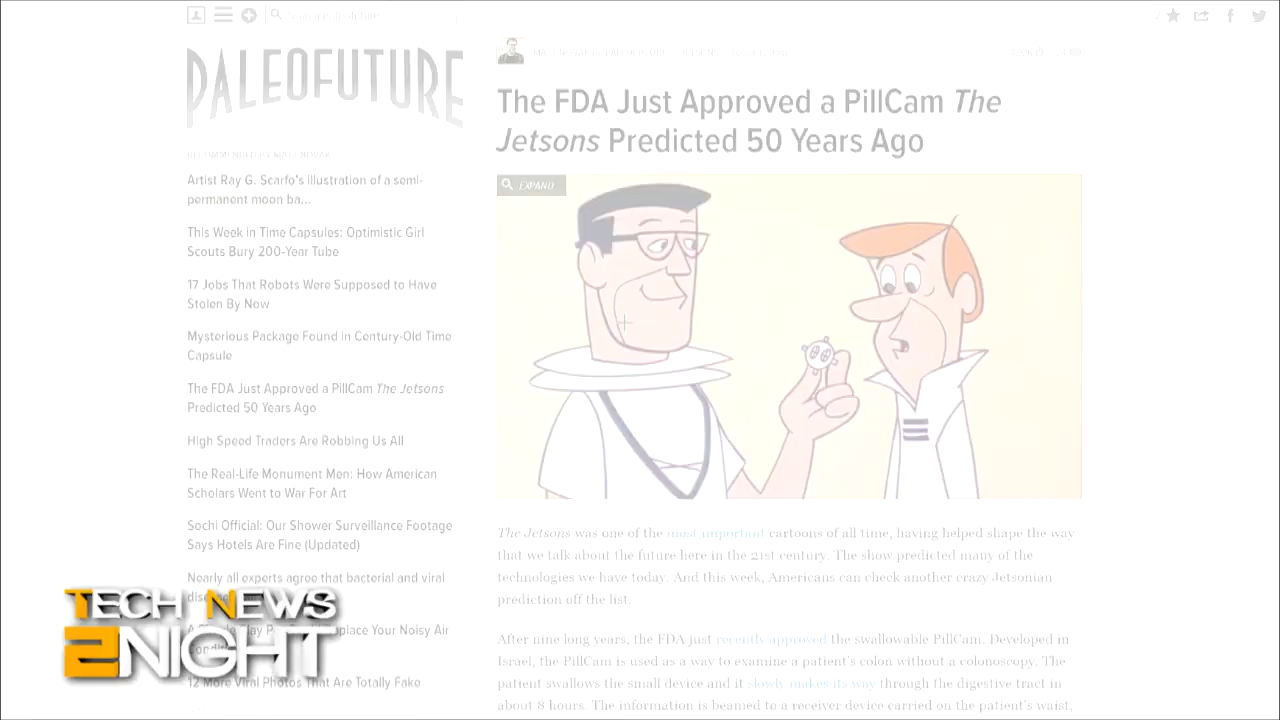 PALEOFUTURE
RECOMMENDED BY MATT NOVAK
Artist Ray G. Scarfo's illustration of a semi-
permanent moon ba...
This Week in Time Capsules: Optimistic Girl
Scouts Bury 200-Year Tube
17 Jobs That Robots Were Supposed to Have
Stolen By Now
Mysterious Package Found in Century-Old Time
Capsule
The FDA Just Approved a PillCam The Jetsons
Predicted 50 Years Ago
High Speed Traders Are Robbing Us All
The Real-Life Monument Men: How American
Scholars Went to War For Art
Sochi Official: Our Shower Surveillance Footage
Says Hotels Are Fine (Updated)
Nearly all experts agree that bacterial and viral
place Your Noisy Air
12 More Viral Photos That Are Totally Fake
The FDA Just Approved a PillCam The
Jetsons Predicted 50 Years Ago
EXPAND
The Jetsons was one of the most important cartoons of all time, having helped shape the way
that we talk about the future here in the 21st century. The show predicted many of the
technologies we have today. And this week, Americans can check another crazy Jetsonian
prediction off the list.
After nine long years, the FDA just recently approved the swallowable PillCam. Developed in
Israel, the PillCam is used as a way to examine a patient's colon without a colonoscopy. The
patient swallows the small device and it slowly makes its way through the digestive tract in
about 8 hours. The information is beamed to a receiver device carried on the patient's waist,
TECH NEWS
2NIGHT